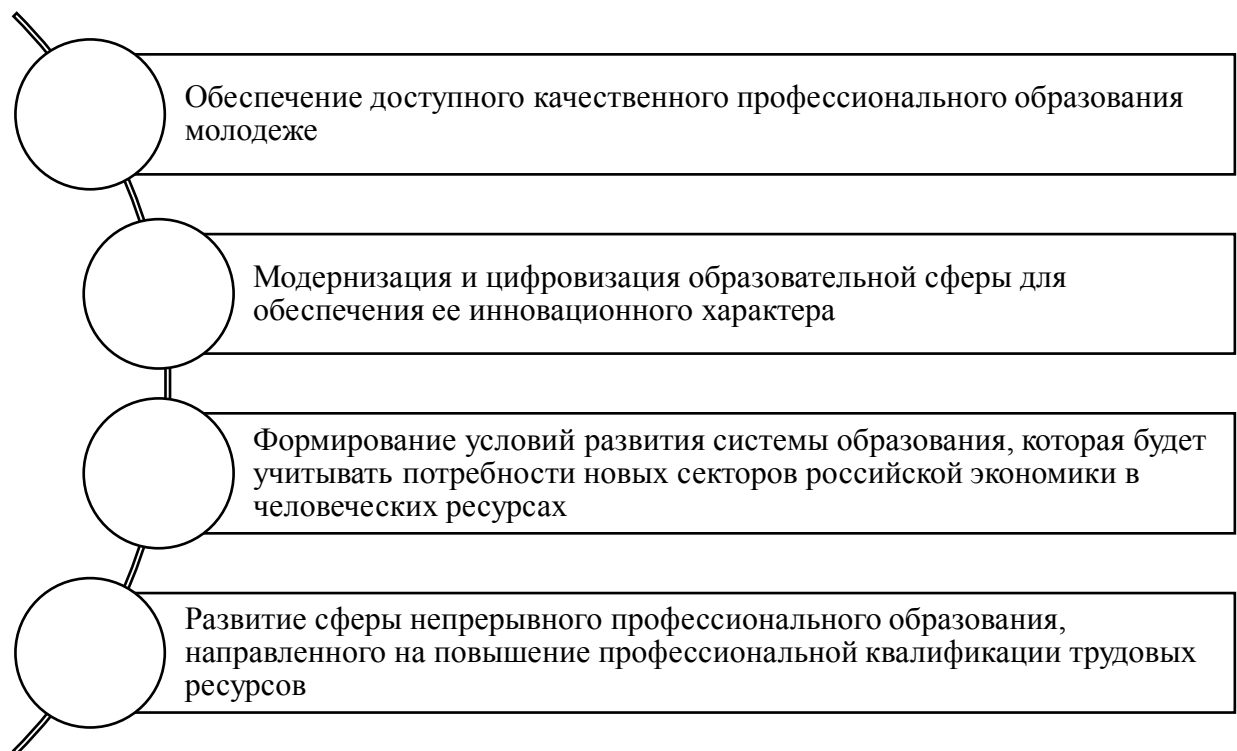 Обеспечение доступного качественного профессионального образования
молодеже
Модернизация и цифровизация образовательной сферы для
обеспечения ее инновационного характера
Формирование условий развития системы образования, которая будет
учитывать потребности новых секторов российской экономики в
человеческих ресурсах
Развитие сферы непрерывного профессионального образования,
направленного на повышение профессиональной квалификации трудовых
ресурсов